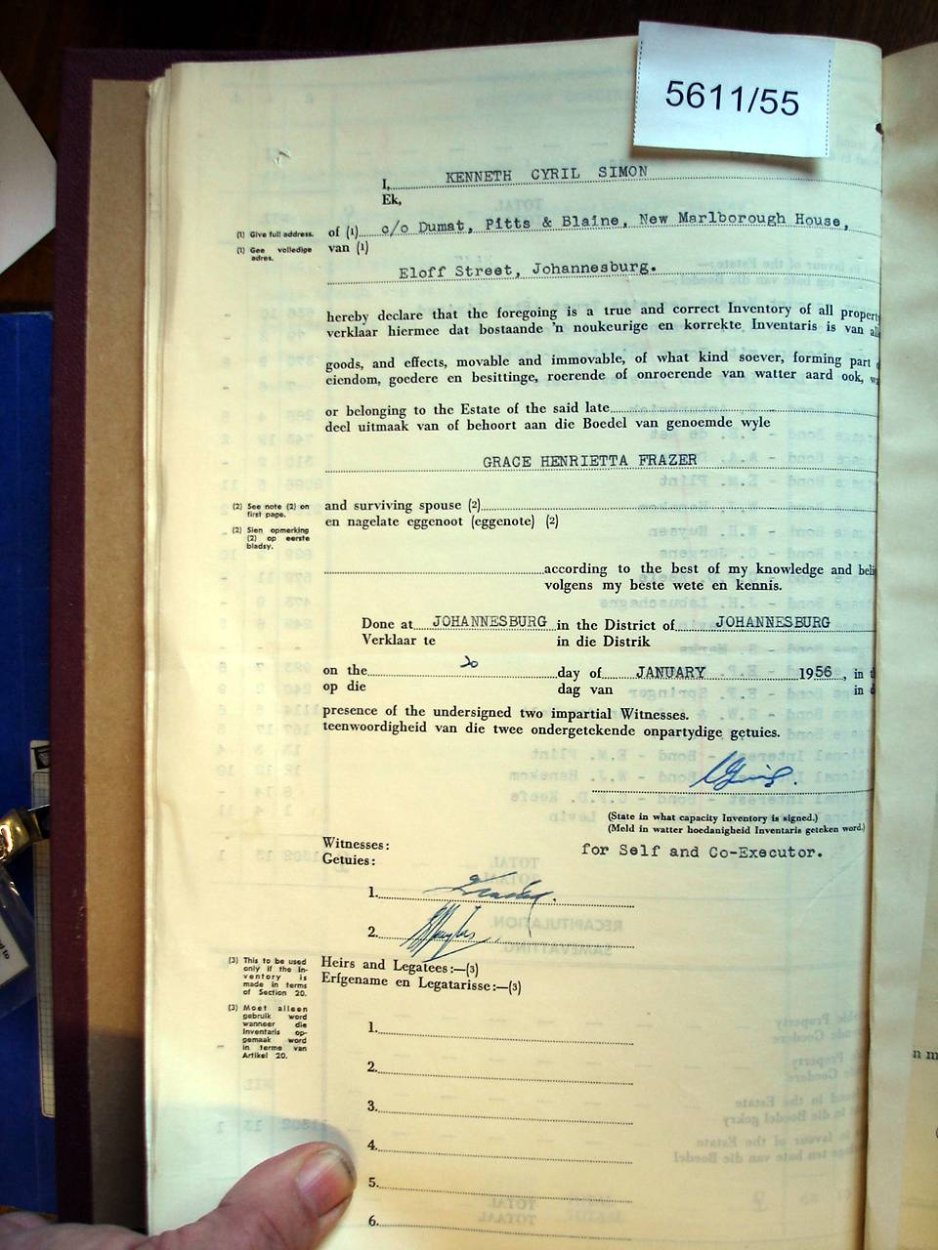 5611/55
I, KENNETH CYRIL SIMON
Ek,
(1) Give full address.
of (1) c/o Dumat, Pitts & Blaine, New Marlborough House,
(1) Gee volledige adres.
van (1)
Eloff Street, Johannesburg.
hereby declare that the foregoing is a true and correct Inventory of all property
verklaar hiermee dat bostaande 'n noukeurige en korrekte Inventaris is van
goods, and effects, movable and immovable, of what kind soever, forming part
eiendom, goedere en besittinge, roerende of onroerende van watter aard ook,
or belonging to the Estate of the said late
deel uitmaak van of behoort aan die Boedel van genoemde wyle
GRACE HENRIETTA FRAZER
(2) See note (2) on first page.
and surviving spouse (2)
(2) Sien opmerking (2) op eerste bladsy.
en nagelate eggenoot (eggenote) (2)
according to the best of my knowledge and
volgens my beste wete en kennis.
Done at JOHANNESBURG in the District of JOHANNESBURG
Verklaar te in die Distrik
on the 20 day of JANUARY 1956, in
op die dag van in
presence of the undersigned two impartial Witnesses.
teenwoordigheid van die twee ondergetekende onpartydige getuies.
(State in what capacity Inventory is signed.)
(Meld in watter hoedanigheid Inventaris geteken word.)
for Self and Co-Executor.
Witnesses:
Getuies:
1.
2.
(3) This to be used only if the Inventory is made in terms of Section 20.
Heirs and Legatees:—(3)
Erfgename en Legatarisse:—(3)
(3) Moet alleen gebruik word wanneer die Inventaris opgemaak word in terme van Artikel 20.
1.
2.
3.
4.
5.
6.